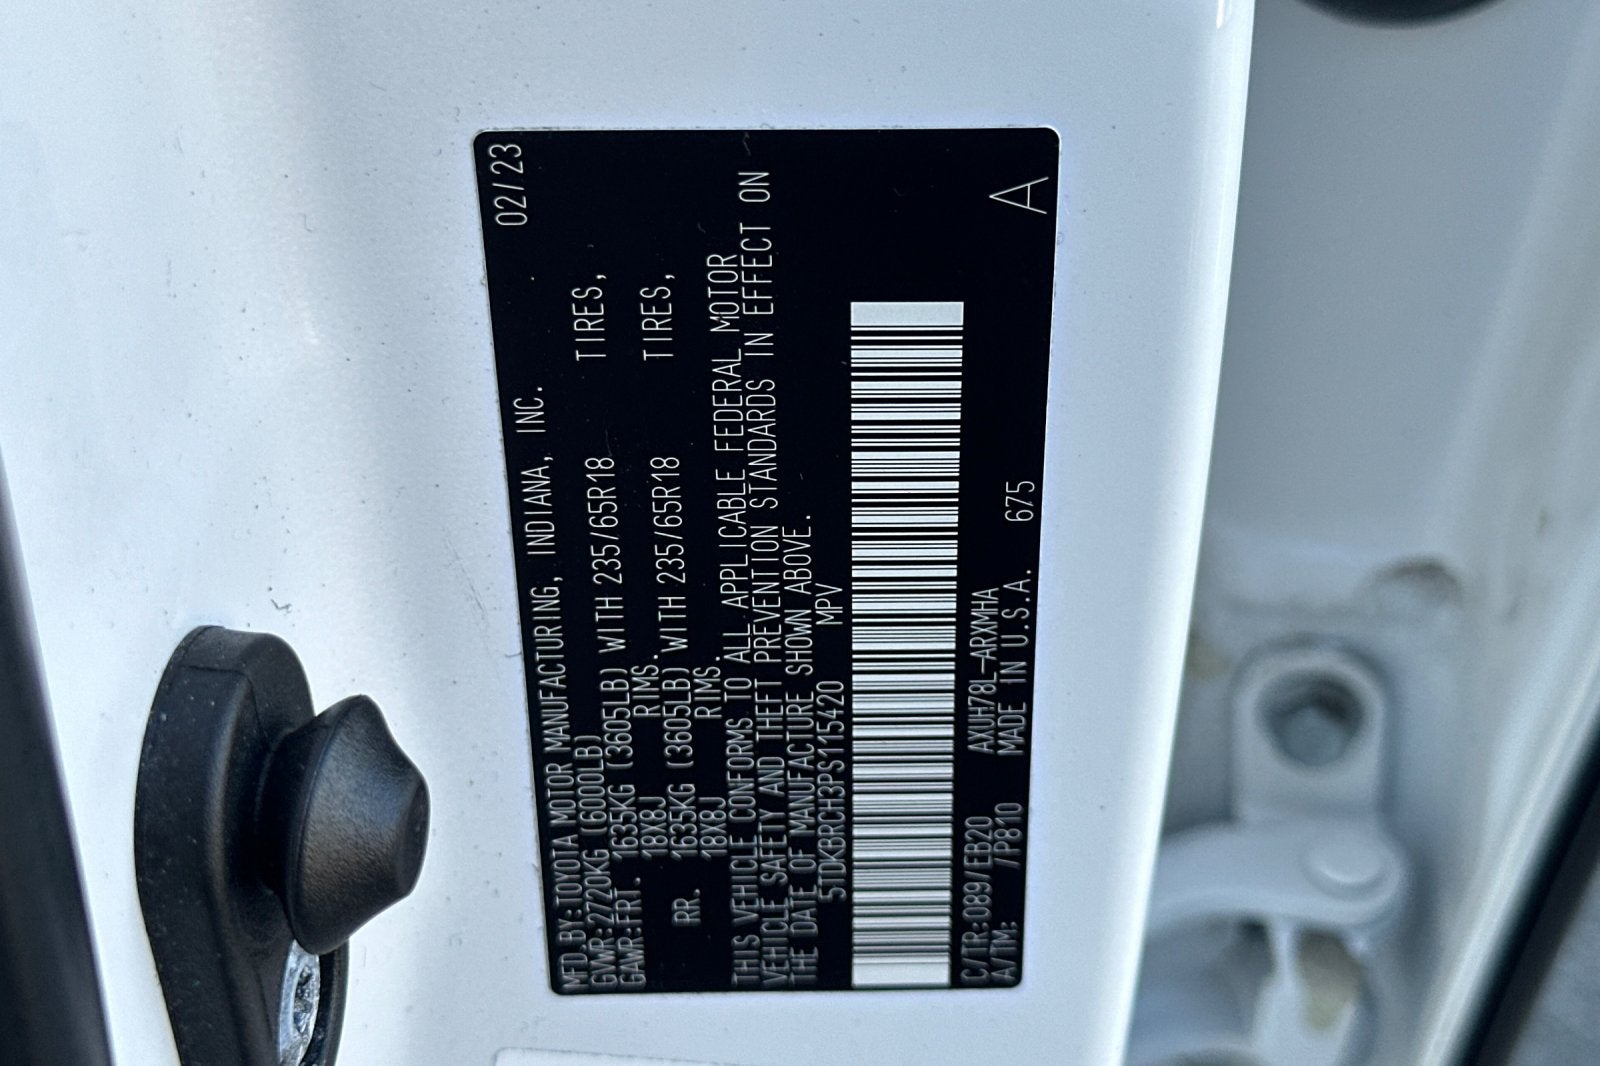 MFD.BY:TOYOTA MOTOR MANUFACTURING, INDIANA, INC. 02/23
GVWR:2720KG (6000LB)
GAWR:FRT. 1635KG (3605LB) WITH 235/65R18 TIRES,
18X8J RIMS.
RR. 1635KG (3605LB) WITH 235/65R18 TIRES,
18X8J RIMS.
THIS VEHICLE CONFORMS TO ALL APPLICABLE FEDERAL MOTOR
VEHICLE SAFETY AND THEFT PREVENTION STANDARDS IN EFFECT ON
THE DATE OF MANUFACTURE SHOWN ABOVE.
5TDKBRCH3PS115420 MPV
C/TR:089/EB20 AXUH78L-ARXMHA
A/TM: /P810 MADE IN U.S.A. 675 A